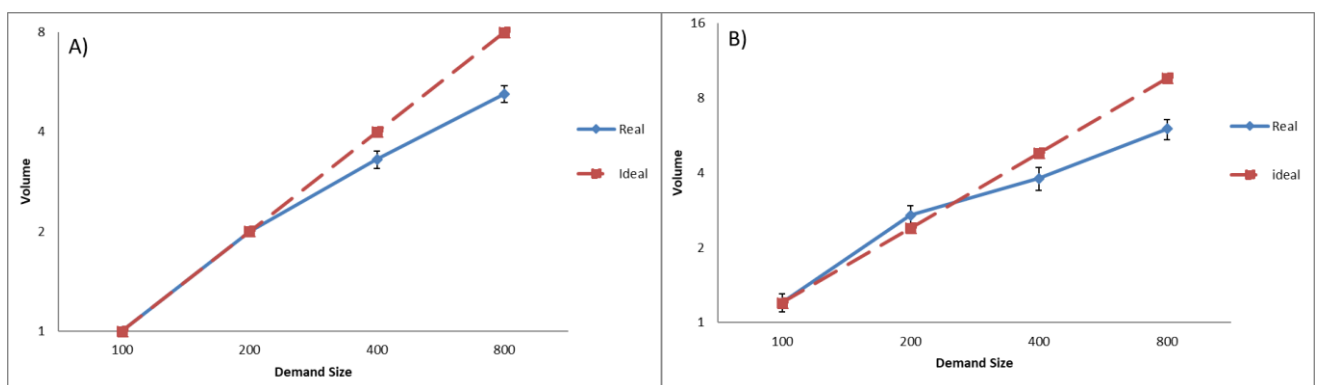 A)
8
4
2
1
Volume
100 200 400 800
Demand Size
Real
Ideal
B)
16
8
4
2
1
Volume
100 200 400 800
Demand Size
Real
ideal